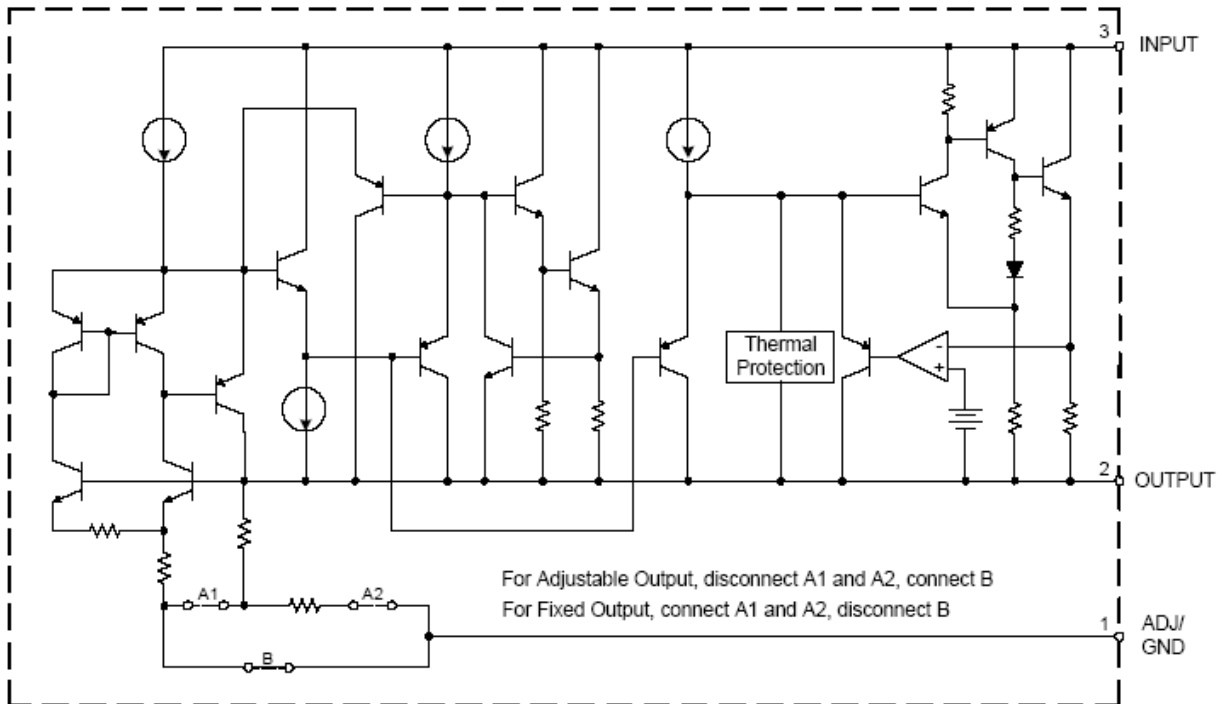 3
INPUT
Thermal
Protection
-
+
2
OUTPUT
For Adjustable Output, disconnect A1 and A2, connect B
For Fixed Output, connect A1 and A2, disconnect B
A1
A2
1
ADJ/
GND
B